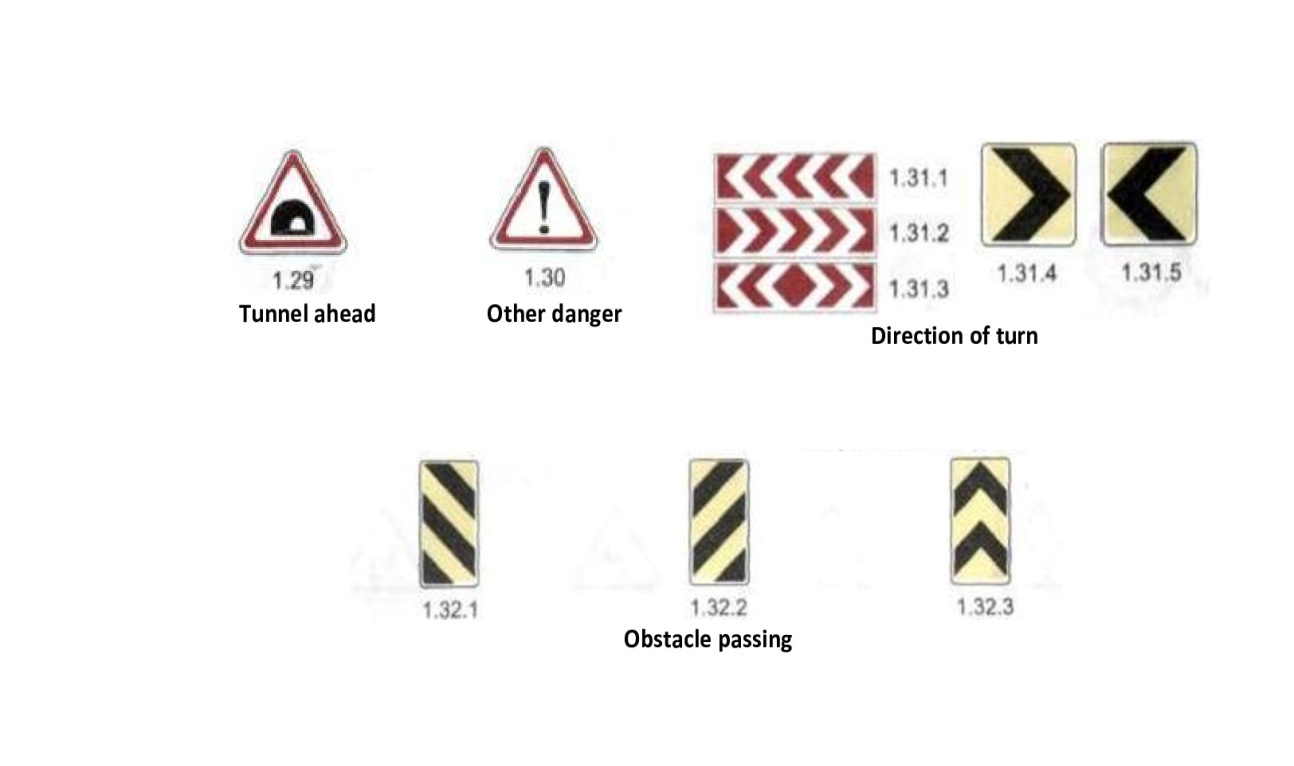 1.31.1
1.31.2
1.29
1.30
1.31.3
1.31.4
1.31.5
Tunnel ahead
Other danger
Direction of turn
1.32.1
1.32.2
1.32.3
Obstacle passing